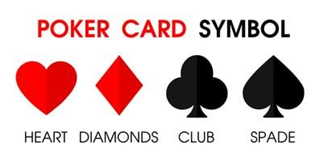 POKER CARD SYMBOL
HEART DIAMONDS CLUB SPADE